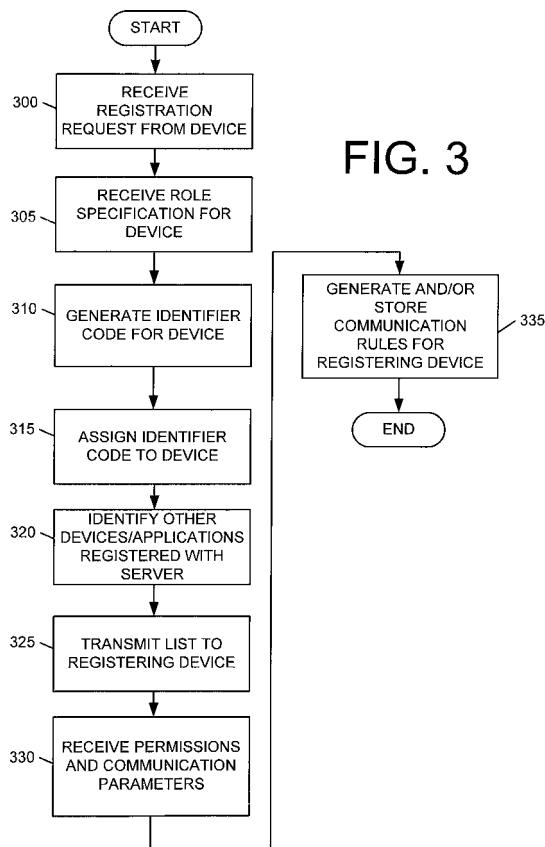 START
300
RECEIVE
REGISTRATION
REQUEST FROM DEVICE
FIG. 3
305
RECEIVE ROLE
SPECIFICATION FOR
DEVICE
310
GENERATE IDENTIFIER
CODE FOR DEVICE
315
ASSIGN IDENTIFIER
CODE TO DEVICE
320
IDENTIFY OTHER
DEVICES/APPLICATIONS
REGISTERED WITH
SERVER
325
TRANSMIT LIST TO
REGISTERING DEVICE
330
RECEIVE PERMISSIONS
AND COMMUNICATION
PARAMETERS
GENERATE AND/OR
STORE
COMMUNICATION
RULES FOR
REGISTERING DEVICE
335
END